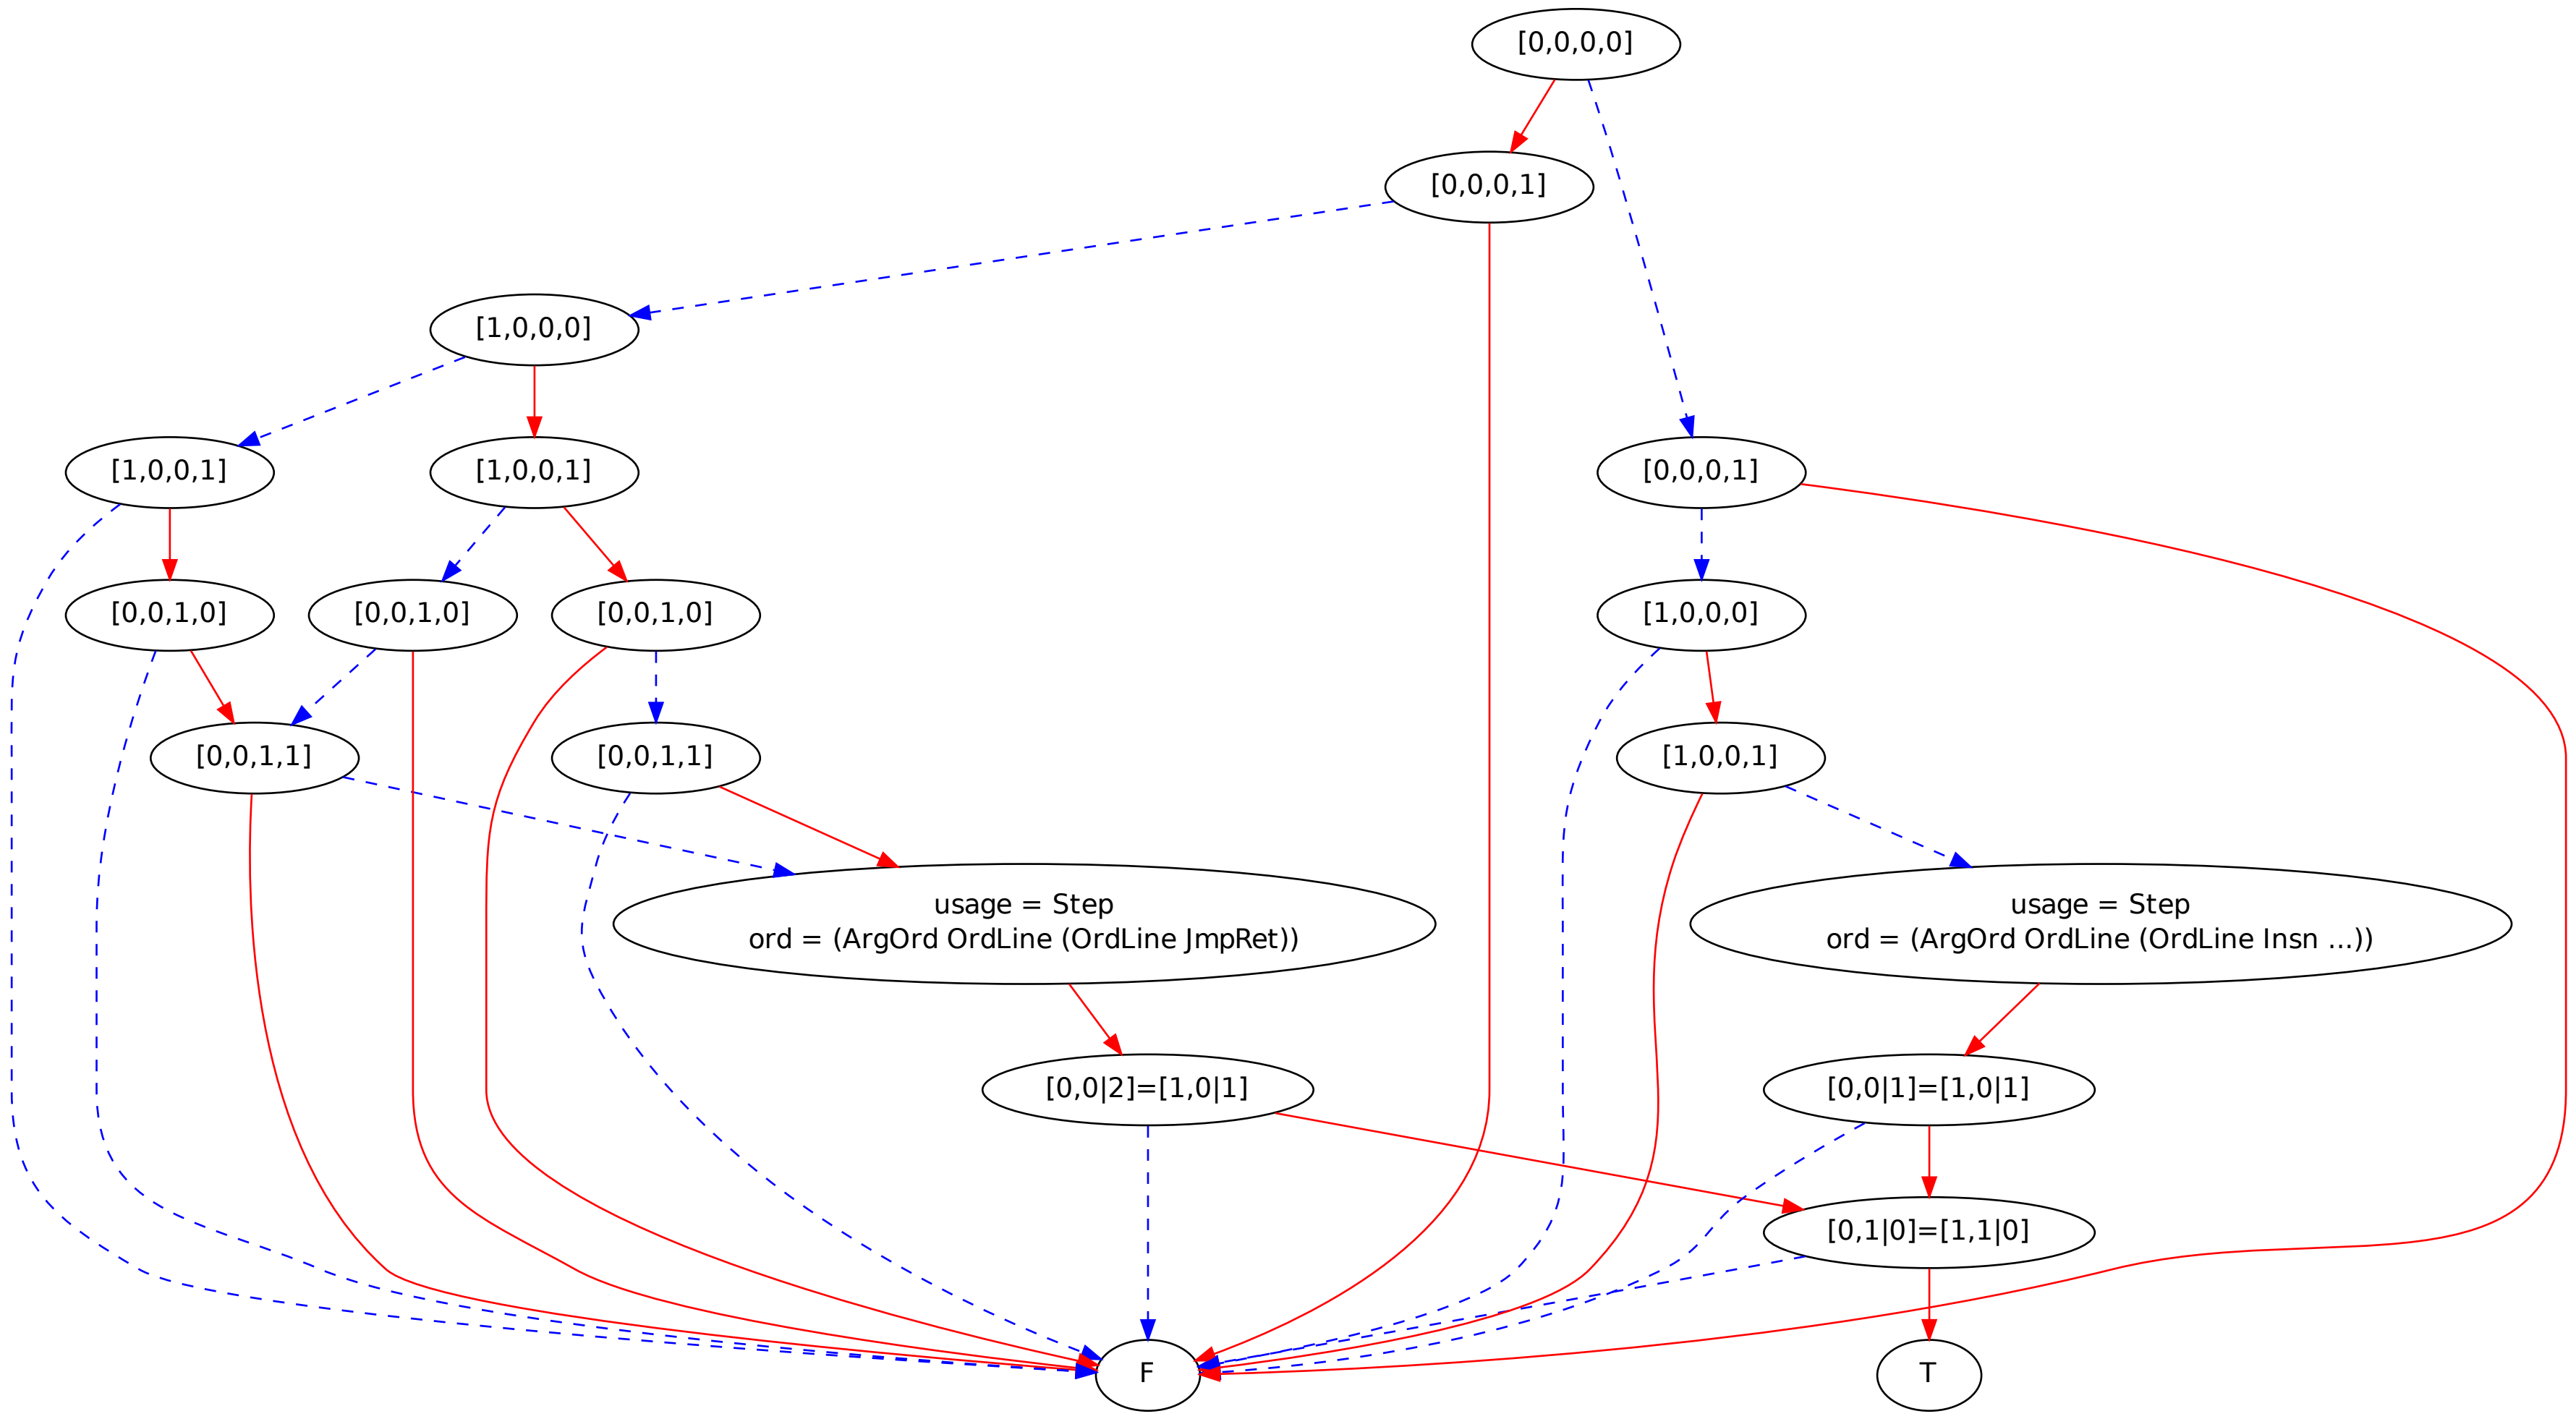 [0,0,0,0]
[0,0,0,1]
[1,0,0,0]
[1,0,0,1]
[1,0,0,1]
[0,0,0,1]
[0,0,1,0]
[0,0,1,0]
[0,0,1,0]
[1,0,0,0]
[0,0,1,1]
[0,0,1,1]
[1,0,0,1]
usage = Step
ord = (ArgOrd OrdLine (OrdLine JmpRet))
usage = Step
ord = (ArgOrd OrdLine (OrdLine Insn ...))
[0,0|2]=[1,0|1]
[0,0|1]=[1,0|1]
[0,1|0]=[1,1|0]
F
T